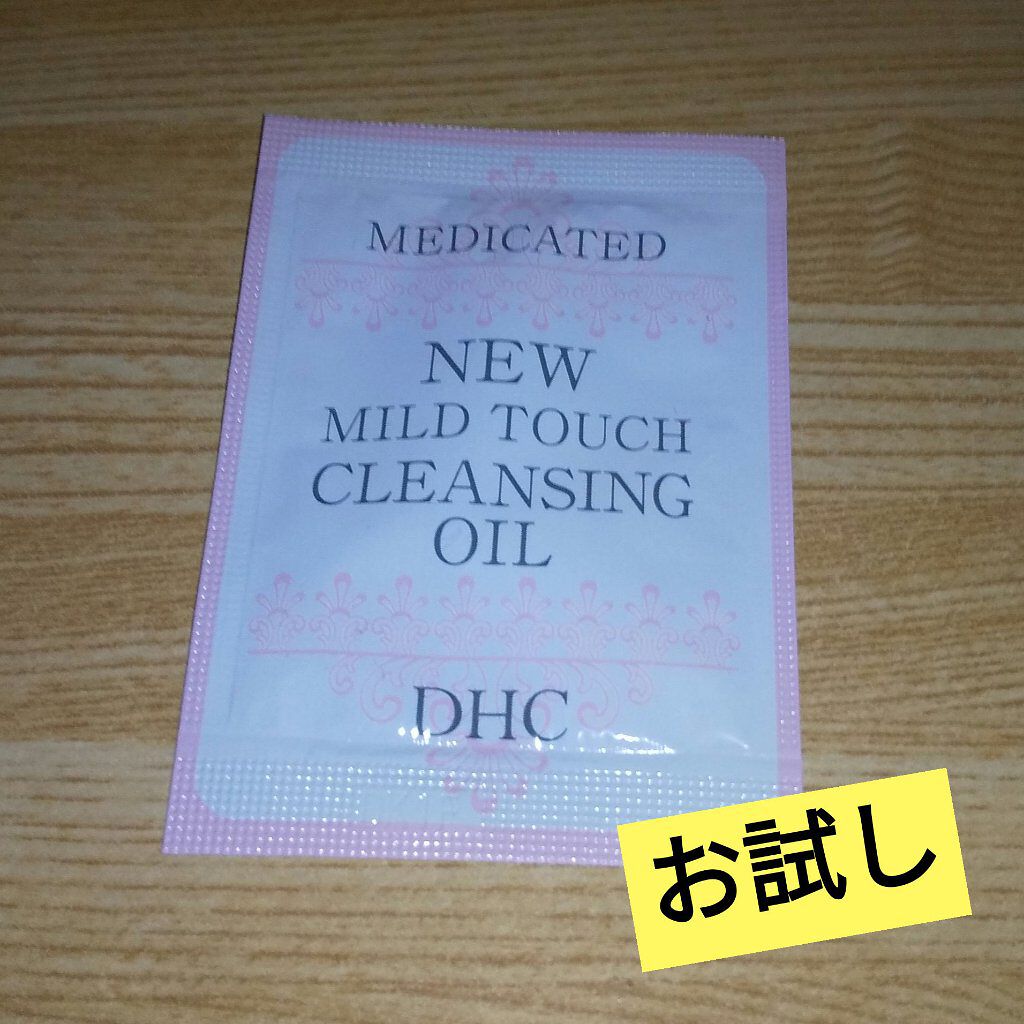 MEDICATED
NEW
MILD TOUCH
CLEANSING
OIL
DHC
お試し